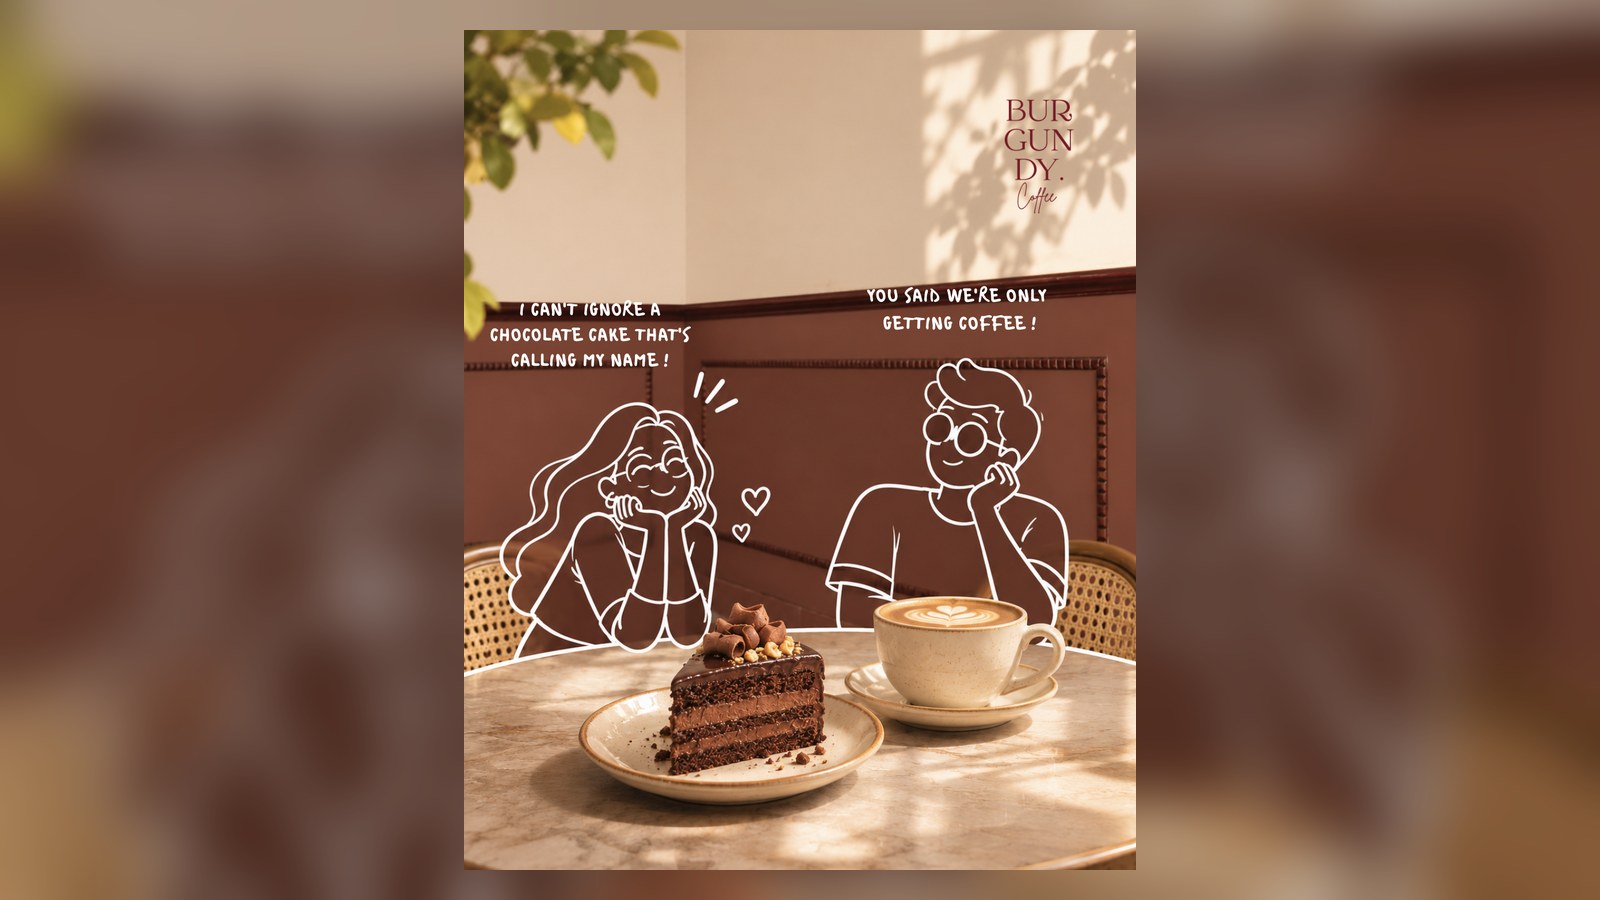 BUR
GUN
DY.
Coffee
I CAN'T IGNORE A
CHOCOLATE CAKE THAT'S
CALLING MY NAME !
YOU SAID WE'RE ONLY
GETTING COFFEE !